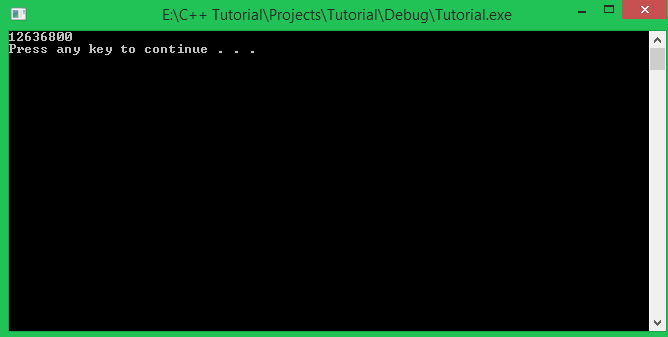 E:\C++ Tutorial\Projects\Tutorial\Debug\Tutorial.exe
12636800
Press any key to continue . . .